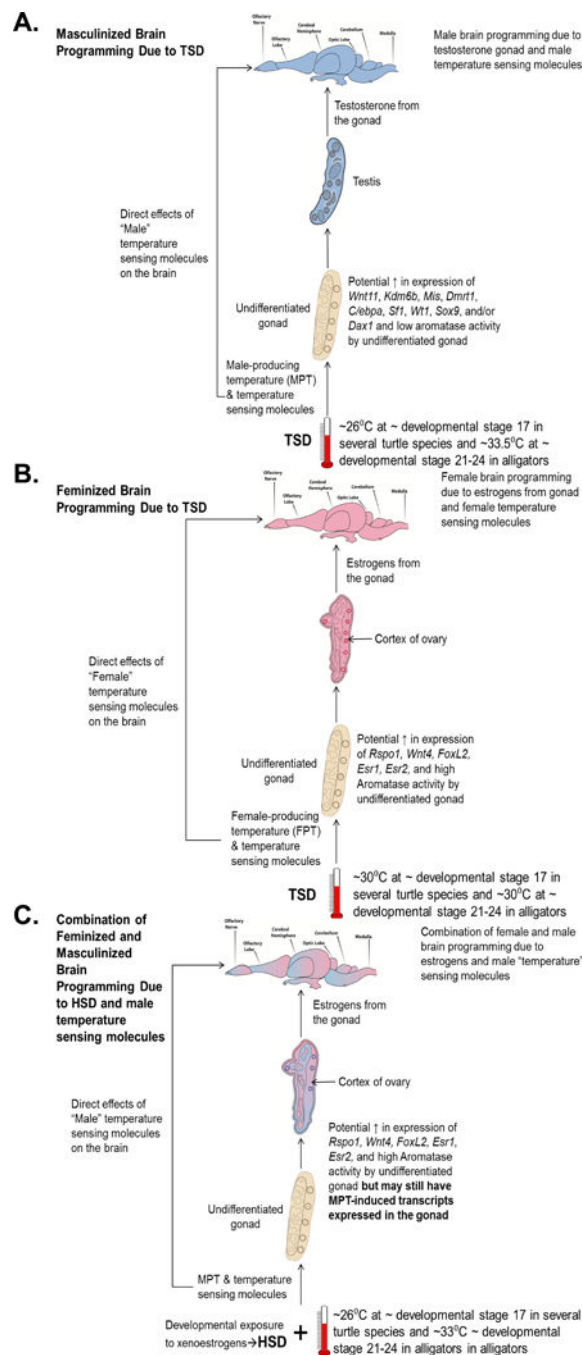 A.
Masculinized Brain
Programming Due to TSD
Olfactory
Nerve
Olfactory
Lobe
Cerebral
Hemisphere
Optic Lobe
Cerebellum
Medulla
Male brain programming due to
testosterone gonad and male
temperature sensing molecules
Testosterone from
the gonad
Testis
Direct effects of
"Male"
temperature
sensing molecules
on the brain
Undifferentiated
gonad
Potential ↑ in expression of
Wnt11, Kdm6b, Mis, Dmrt1,
C/ebpa, Sf1, Wt1, Sox9, and/or
Dax1 and low aromatase activity
by undifferentiated gonad
Male-producing
temperature (MPT)
& temperature
sensing molecules
TSD
~26⁰C at ~ developmental stage 17 in
several turtle species and ~33.5⁰C at ~
developmental stage 21-24 in alligators
B.
Feminized Brain
Programming Due to TSD
Olfactory
Nerve
Olfactory
Lobe
Cerebral
Hemisphere
Optic Lobe
Cerebellum
Medulla
Female brain programming
due to estrogens from gonad
and female temperature
sensing molecules
Estrogens from
the gonad
Cortex of ovary
Direct effects of
"Female"
temperature
sensing molecules
on the brain
Undifferentiated
gonad
Potential ↑ in expression
of Rspo1, Wnt4, FoxL2,
Esr1, Esr2, and high
Aromatase activity by
undifferentiated gonad
Female-producing
temperature (FPT)
& temperature
sensing molecules
TSD
~30⁰C at ~ developmental stage 17 in
several turtle species and ~30⁰C at ~
developmental stage 21-24 in alligators
C.
Combination of
Feminized and
Masculinized
Brain
Programming Due
to HSD and male
temperature
sensing molecules
Olfactory
Nerve
Olfactory
Lobe
Cerebral
Hemisphere
Optic Lobe
Cerebellum
Medulla
Combination of female and male
brain programming due to
estrogens and male "temperature"
sensing molecules
Estrogens from
the gonad
Cortex of ovary
Direct effects of
"Male" temperature
sensing molecules
on the brain
Potential ↑ in expression of
Rspo1, Wnt4, FoxL2, Esr1,
Esr2, and high Aromatase
activity by undifferentiated
gonad but may still have
MPT-induced transcripts
expressed in the gonad
Undifferentiated
gonad
MPT & temperature
sensing molecules
Developmental exposure
to xenoestrogens→HSD
+
~26⁰C at ~ developmental stage 17 in several
turtle species and ~33⁰C ~ developmental
stage 21-24 in alligators in alligators